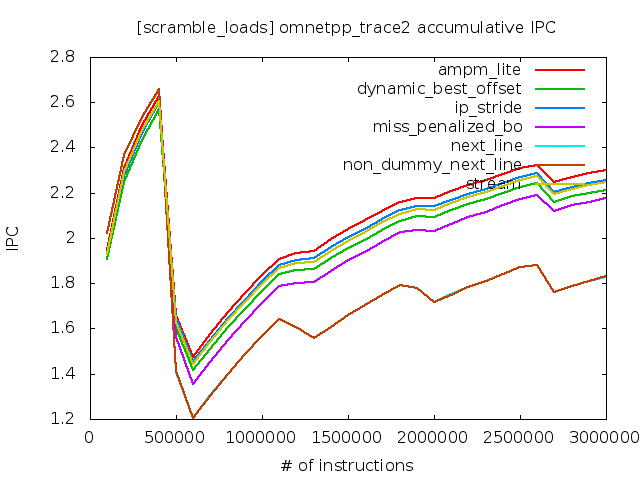 [scramble_loads] omnetpp_trace2 accumulative IPC
2.8
2.6
2.4
2.2
2
1.8
1.6
1.4
1.2
IPC
ampm_lite
dynamic_best_offset
ip_stride
miss_penalized_bo
next_line
non_dummy_next_line
stream
0 500000 1000000 1500000 2000000 2500000 3000000
# of instructions